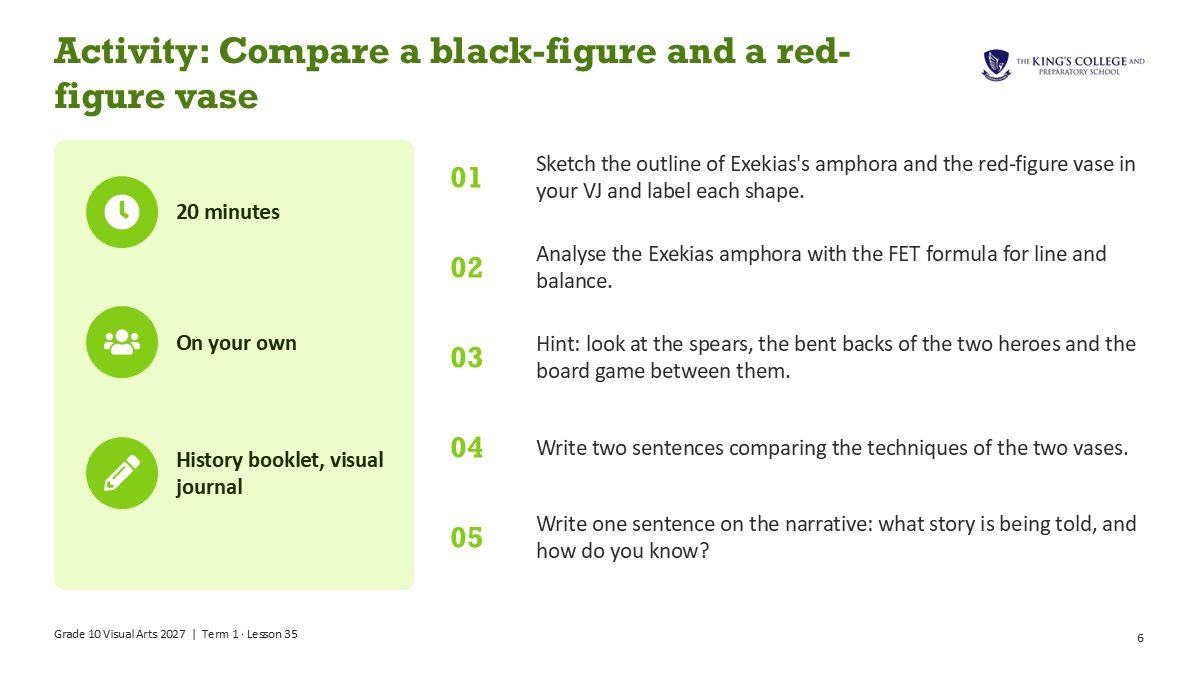 Activity: Compare a black-figure and a red-
figure vase
THE KING'S COLLEGE AND
PREPARATORY SCHOOL
20 minutes
On your own
History booklet, visual
journal
01
Sketch the outline of Exekias's amphora and the red-figure vase in
your VJ and label each shape.
02
Analyse the Exekias amphora with the FET formula for line and
balance.
03
Hint: look at the spears, the bent backs of the two heroes and the
board game between them.
04
Write two sentences comparing the techniques of the two vases.
05
Write one sentence on the narrative: what story is being told, and
how do you know?
Grade 10 Visual Arts 2027 | Term 1 · Lesson 35
6